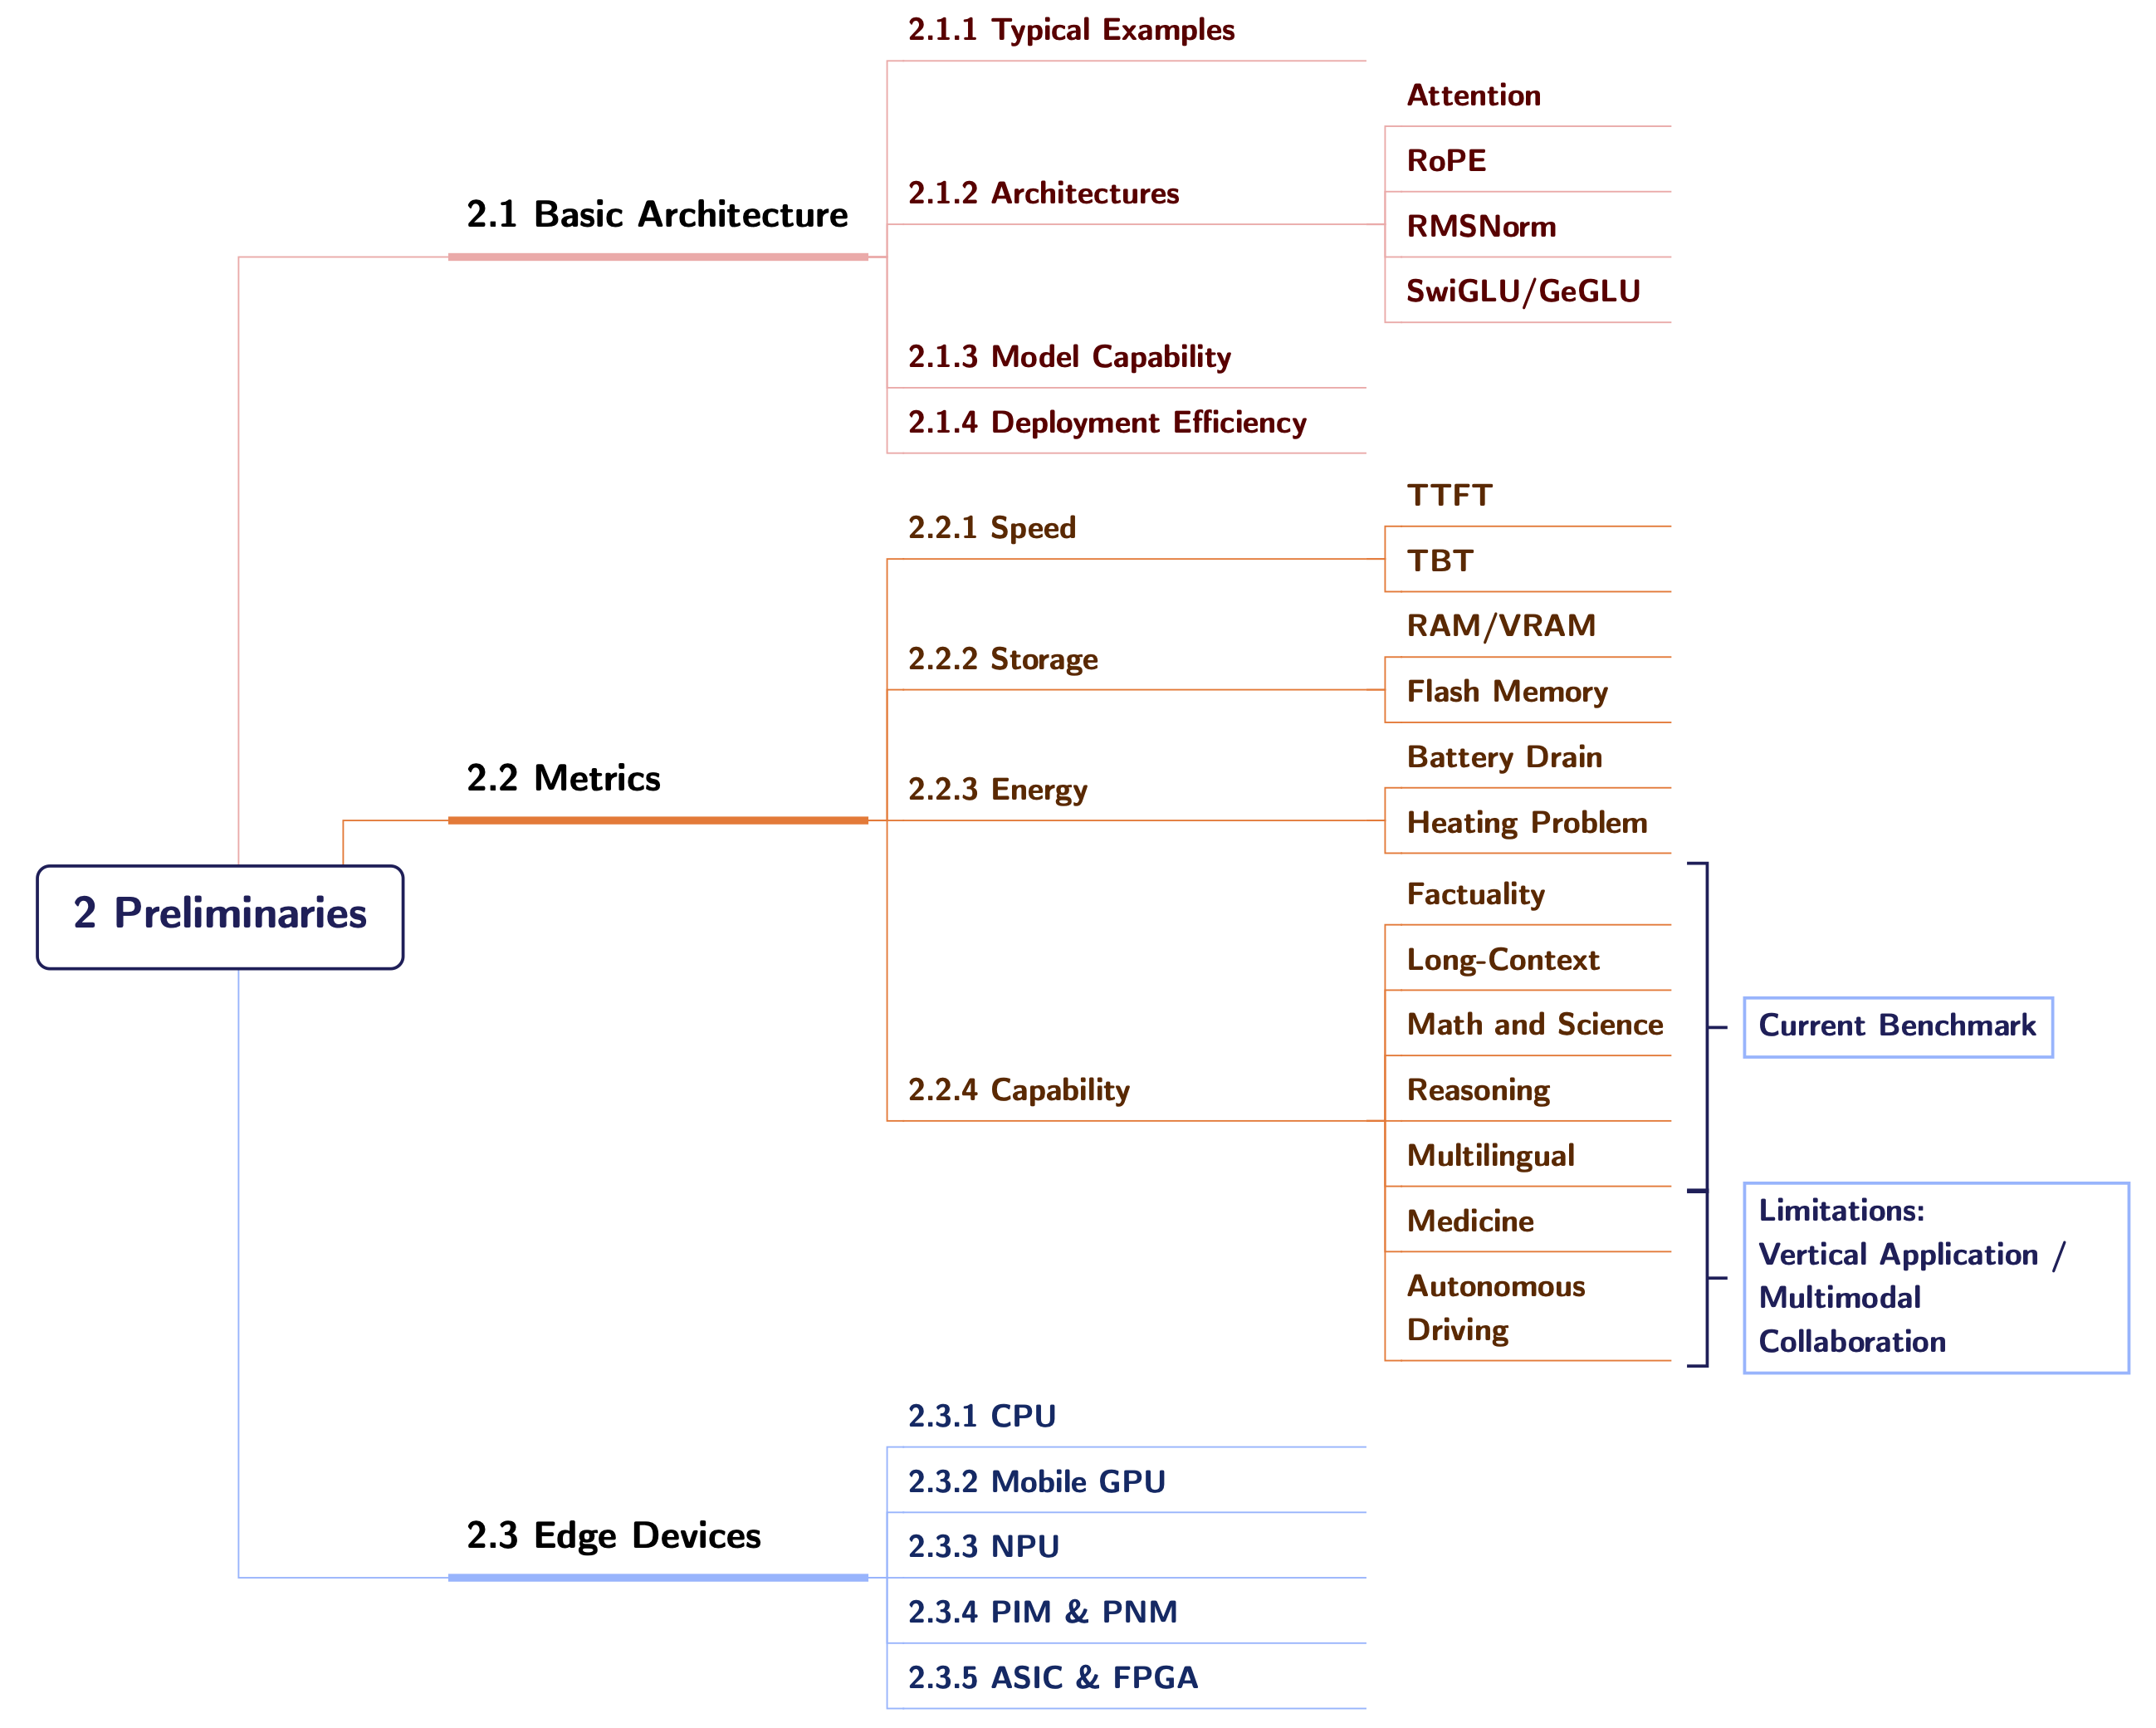 2 Preliminaries
2.1 Basic Architecture
2.1.1 Typical Examples
2.1.2 Architectures
Attention
RoPE
RMSNorm
SwiGLU/GeGLU
2.1.3 Model Capability
2.1.4 Deployment Efficiency
2.2 Metrics
2.2.1 Speed
TTFT
TBT
2.2.2 Storage
RAM/VRAM
Flash Memory
2.2.3 Energy
Battery Drain
Heating Problem
2.2.4 Capability
Factuality
Long-Context
Math and Science
Reasoning
Multilingual
Current Benchmark
Medicine
Autonomous
Driving
Limitations:
Vertical Application /
Multimodal
Collaboration
2.3 Edge Devices
2.3.1 CPU
2.3.2 Mobile GPU
2.3.3 NPU
2.3.4 PIM & PNM
2.3.5 ASIC & FPGA